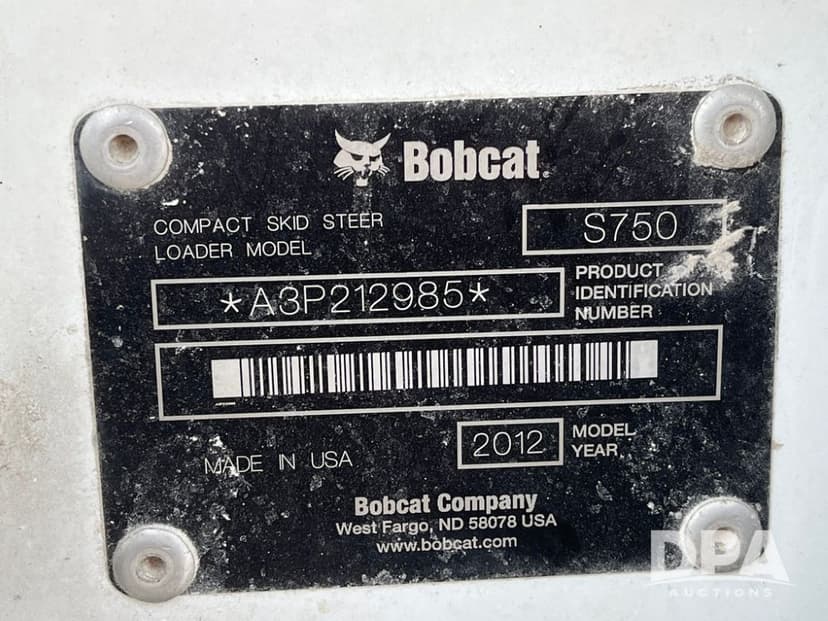 Bobcat.
COMPACT SKID STEER
LOADER MODEL
S750
*A3P212985*
PRODUCT
IDENTIFICATION
NUMBER
MADE IN USA
2012
MODEL
YEAR
Bobcat Company
West Fargo, ND 58078 USA
www.bobcat.com
DPA
AUCTIONS